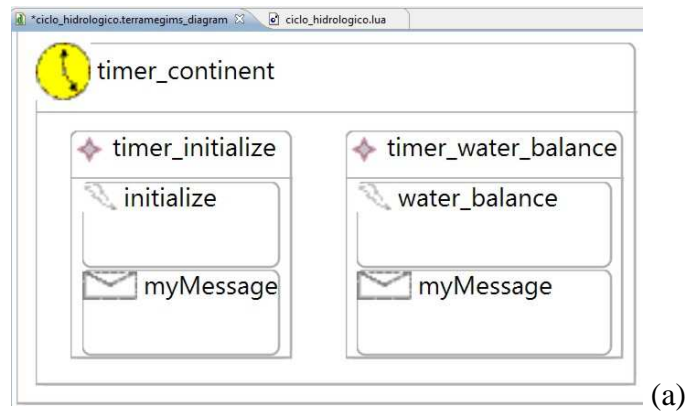 *ciclo_hidrologico.terramegims_diagram ciclo_hidrologico.lua
timer_continent
timer_initialize timer_water_balance
initialize water_balance
myMessage myMessage
(a)